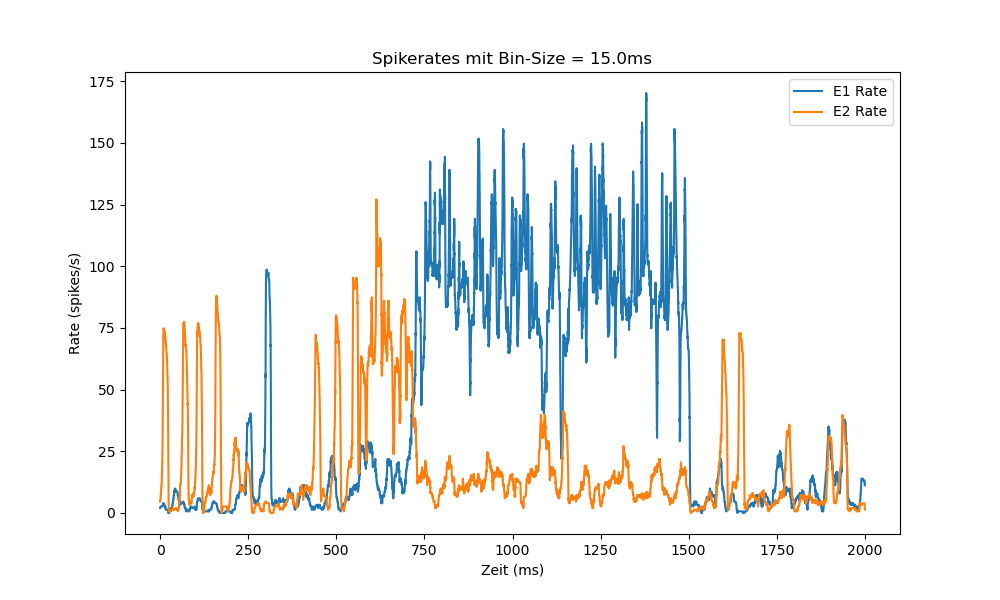 Spikerates mit Bin-Size = 15.0ms
E1 Rate
E2 Rate
175
150
125
100
75
50
25
0
Rate (spikes/s)
0 250 500 750 1000 1250 1500 1750 2000
Zeit (ms)